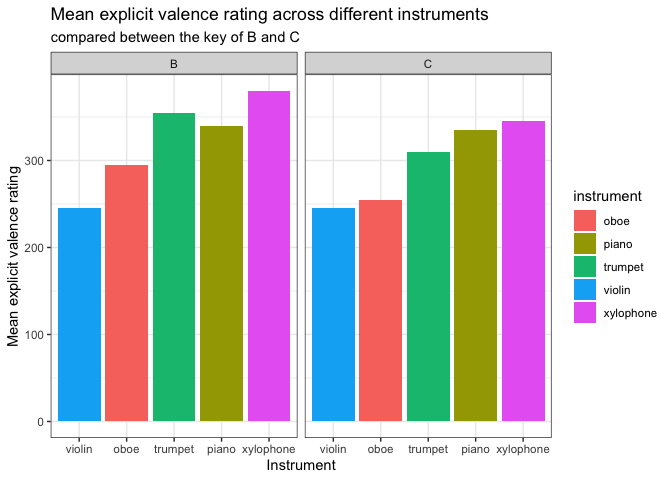 Mean explicit valence rating across different instruments
compared between the key of B and C
B
C
Mean explicit valence rating
300
200
100
0
violin oboe trumpet piano xylophone
violin oboe trumpet piano xylophone
Instrument
instrument
oboe
piano
trumpet
violin
xylophone